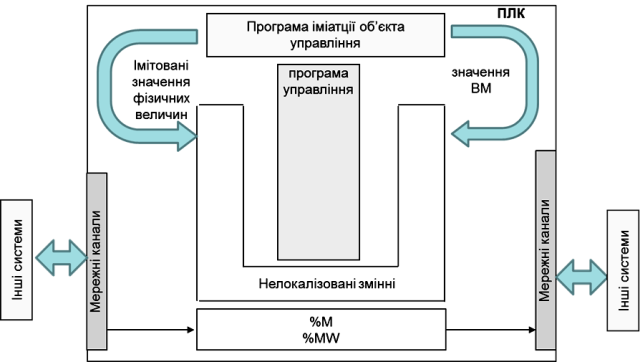 ПЛК
Програма іміатції об’єкта
управління
Імітовані
значення
фізичних
величин
програма
управління
значення
ВМ
Інші системи
Мережні канали
Нелокалізовані змінні
%M
%MW
Мережні канали
Інші системи